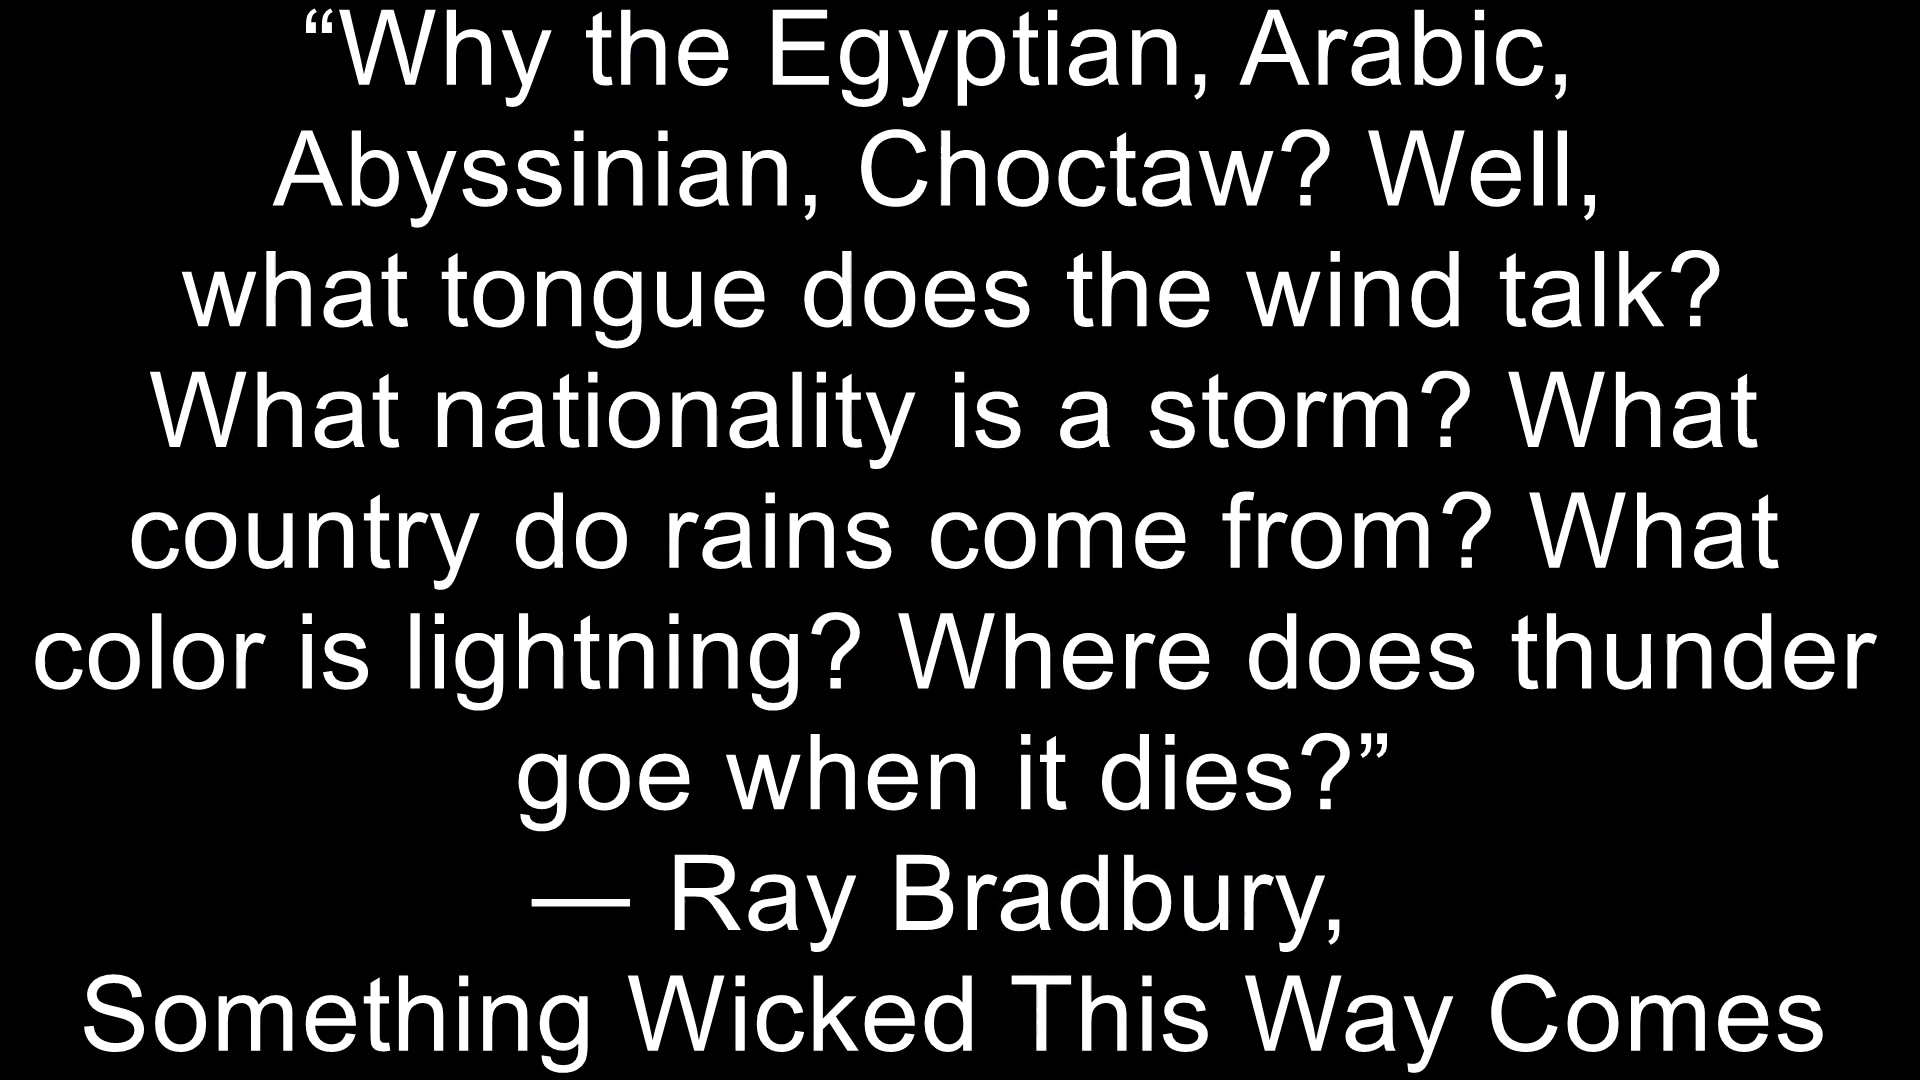 “Why the Egyptian, Arabic,
Abyssinian, Choctaw? Well,
what tongue does the wind talk?
What nationality is a storm? What
country do rains come from? What
color is lightning? Where does thunder
goe when it dies?”
— Ray Bradbury,
Something Wicked This Way Comes